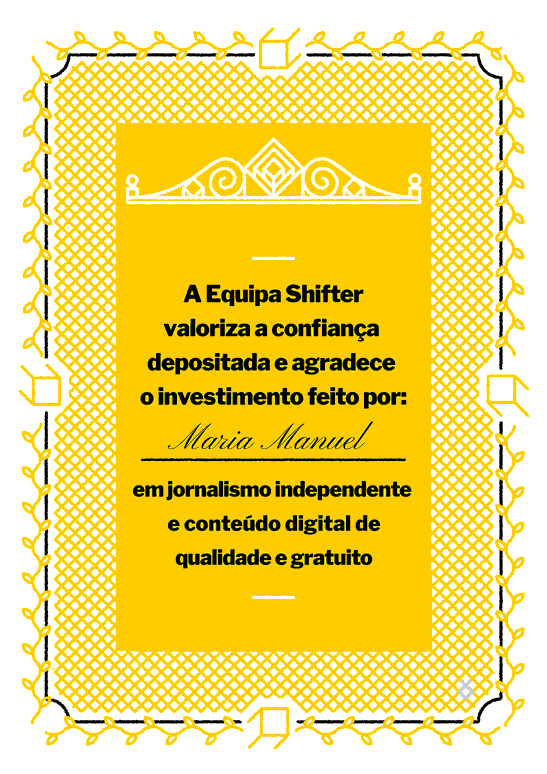 A Equipa Shifter
valoriza a confiança
depositada e agradece
o investimento feito por:
Maria Manuel
em jornalismo independente
e conteúdo digital de
qualidade e gratuito